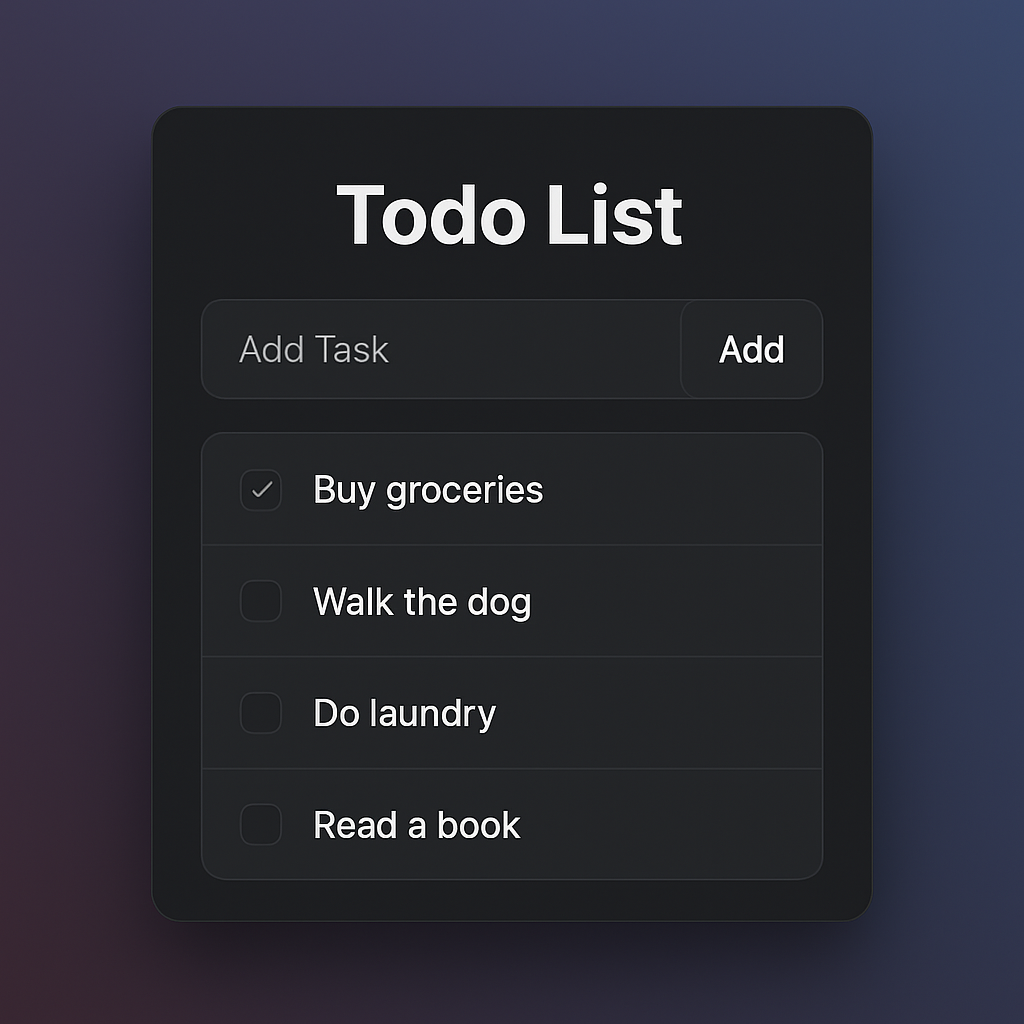 Todo List
Add Task
Add
Buy groceries
Walk the dog
Do laundry
Read a book